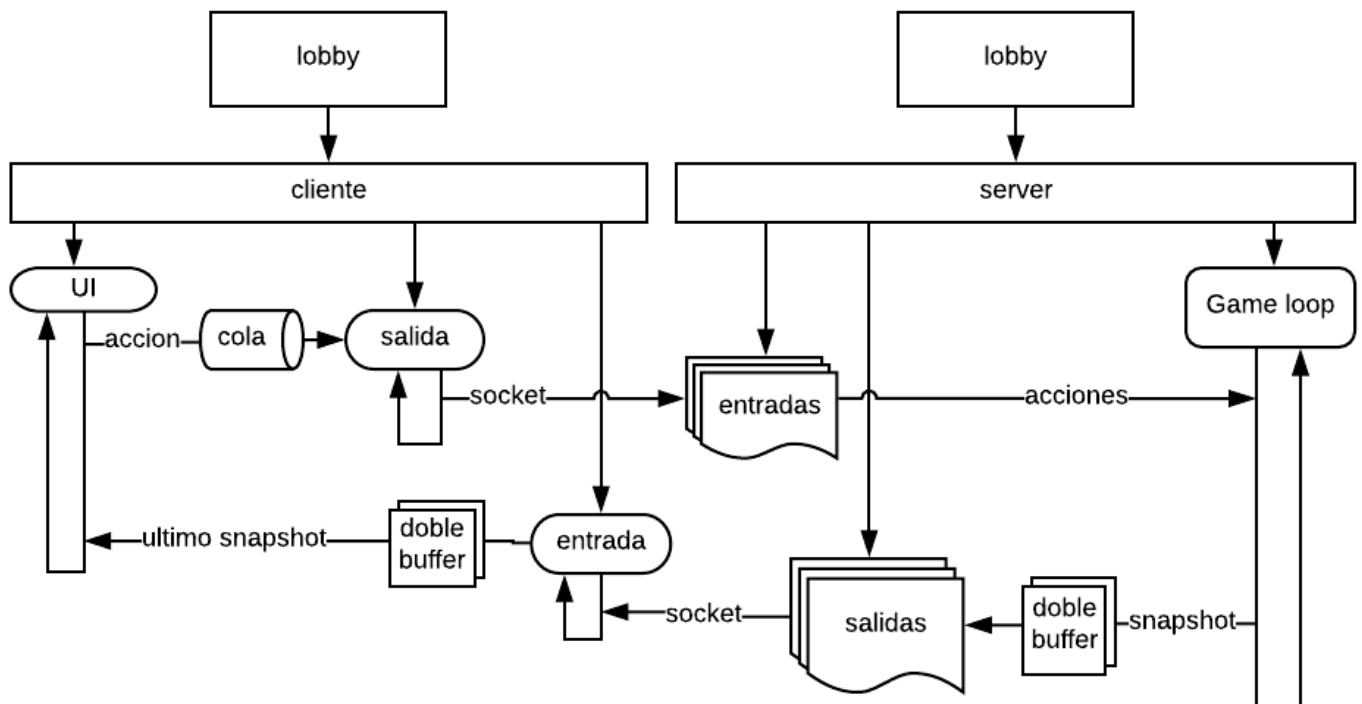 lobby
lobby
cliente
server
UI
Game loop
accion
cola
salida
socket
entradas
acciones
ultimo snapshot
doble
buffer
entrada
socket
salidas
doble
buffer
snapshot